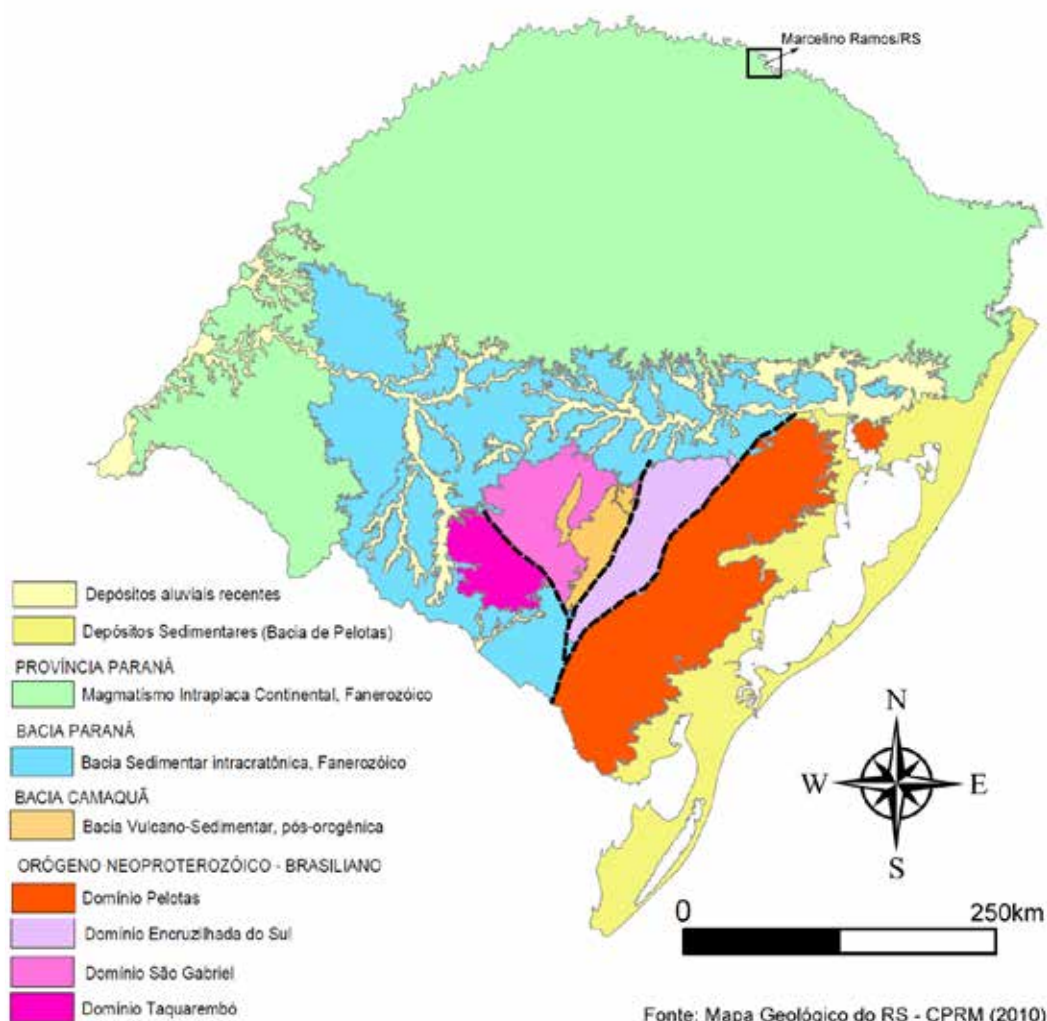 Marcelino Ramos/RS
Depósitos aluviais recentes
Depósitos Sedimentares (Bacia de Pelotas)
PROVÍNCIA PARANÁ
Magmatismo Intraplaca Continental, Fanerozóico
BACIA PARANÁ
Bacia Sedimentar intracratônica, Fanerozóico
BACIA CAMAQUÃ
Bacia Vulcano-Sedimentar, pós-orogênica
ORÓGENO NEOPROTEROZÓICO - BRASILIANO
Domínio Pelotas
Domínio Encruzilhada do Sul
Domínio São Gabriel
Domínio Taquarembó
N
W E
S
0 250km
Fonte: Mapa Geológico do RS - CPRM (2010)